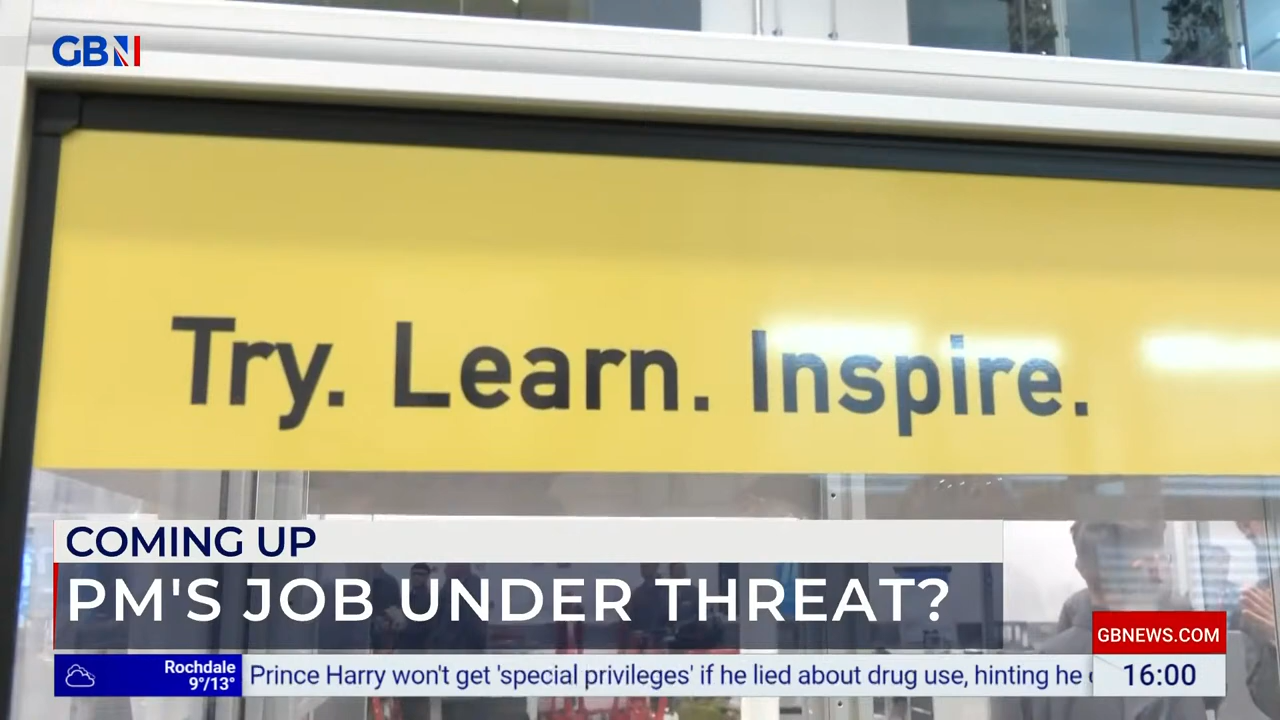 GBN
Try. Learn. Inspire.
COMING UP
PM'S JOB UNDER THREAT?
GBNEWS.COM
Rochdale
9°/13°
Prince Harry won't get 'special privileges' if he lied about drug use, hinting he
16:00